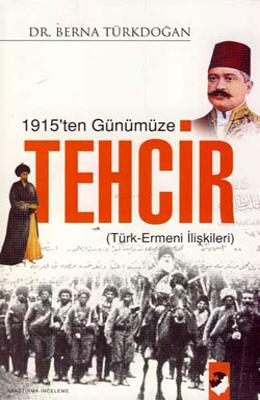 DR. BERNA TÜRKDOĞAN
1915'ten Günümüze
TEHCİR
(Türk-Ermeni İlişkileri)
ARAŞTIRMA İNCELEME